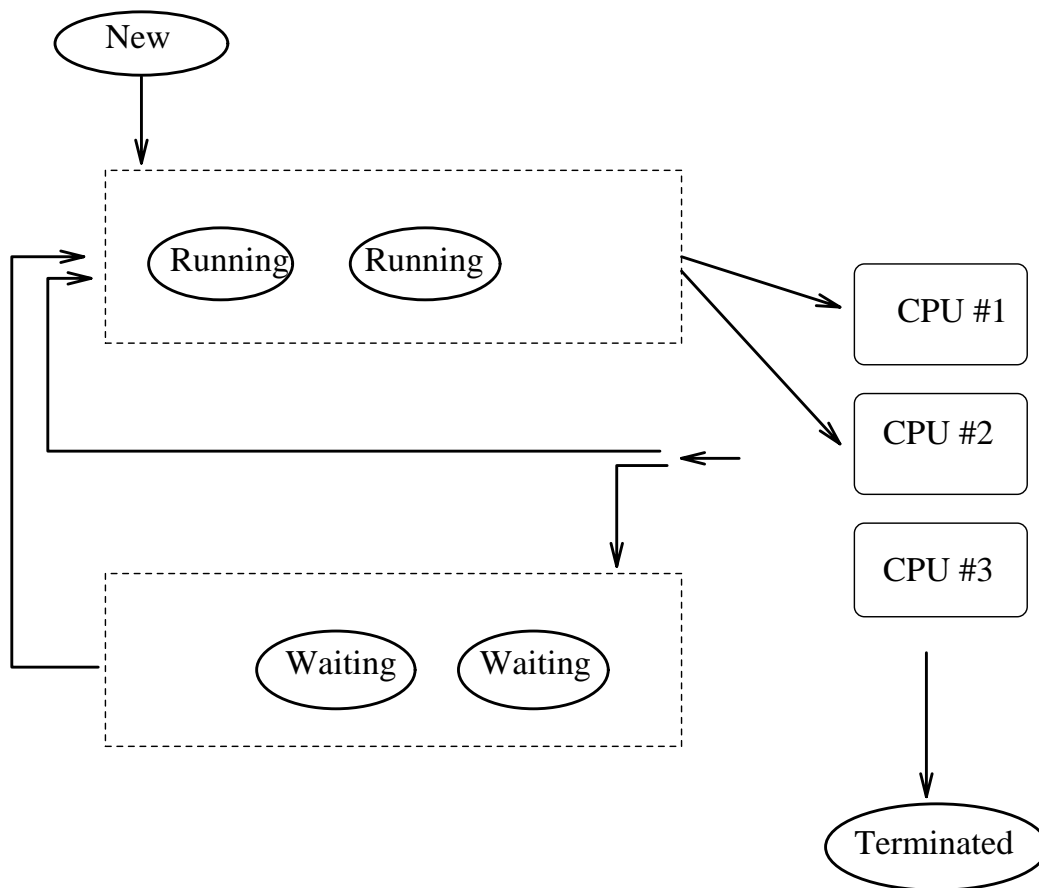 New
Running
Running
CPU #1
CPU #2
CPU #3
Waiting
Waiting
Terminated